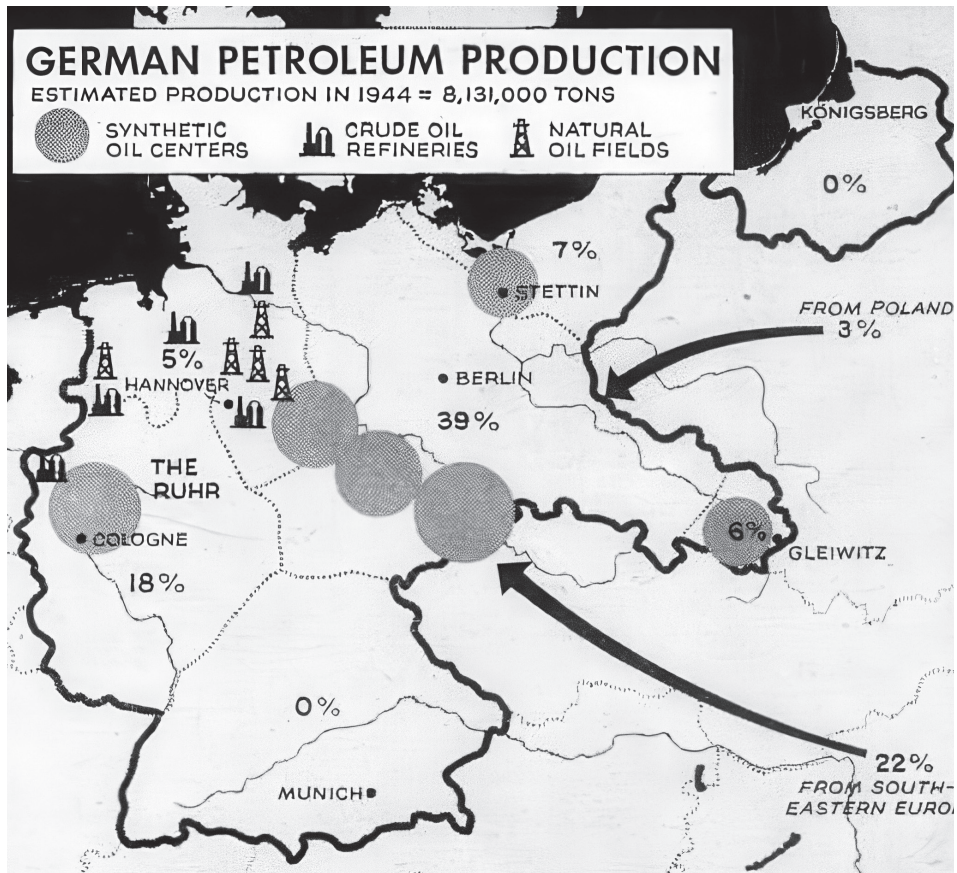 GERMAN PETROLEUM PRODUCTION
ESTIMATED PRODUCTION IN 1944 = 8,131,000 TONS
SYNTHETIC
OIL CENTERS
CRUDE OIL
REFINERIES
NATURAL
OIL FIELDS
KÖNIGSBERG
0%
7%
STETTIN
FROM POLAND
3%
5%
HANNOVER
BERLIN
39%
THE
RUHR
COLOGNE
18%
6%
GLEIWITZ
0%
MUNICH
22%
FROM SOUTH-
EASTERN EURO